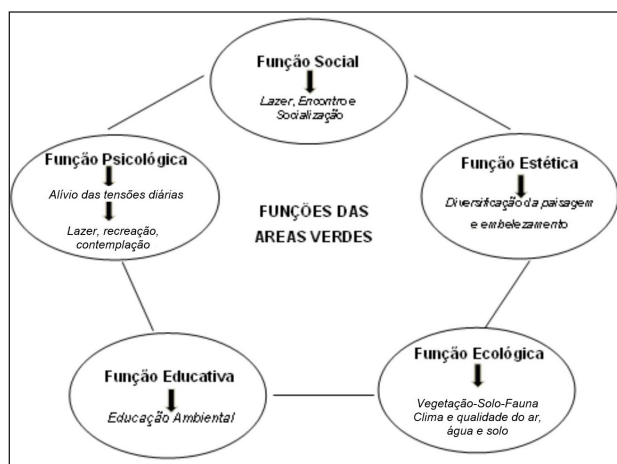 Função Social
Lazer, Encontro e
Socialização
Função Psicológica
Alívio das tensões diárias
Lazer, recreação,
contemplação
Função Estética
Diversificação da paisagem
e embelezamento
FUNÇÕES DAS
AREAS VERDES
Função Educativa
Educação Ambiental
Função Ecológica
Vegetação-Solo-Fauna
Clima e qualidade do ar,
água e solo